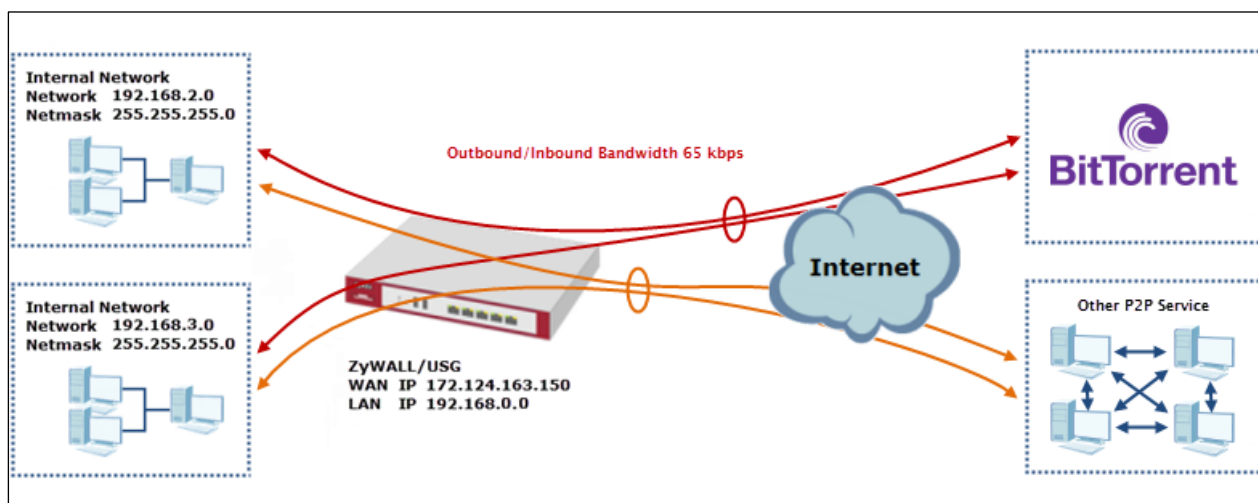 Internal Network
Network 192.168.2.0
Netmask 255.255.255.0
Outbound/Inbound Bandwidth 65 kbps
BitTorrent
Internet
Internal Network
Network 192.168.3.0
Netmask 255.255.255.0
ZyWALL/USG
WAN IP 172.124.163.150
LAN IP 192.168.0.0
Other P2P Service